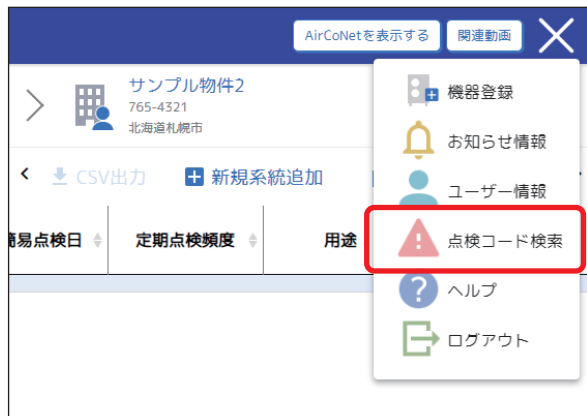 AirCoNetを表示する
関連動画
サンプル物件2
765-4321
北海道札幌市
CSV出力
新規系統追加
易点検日
定期点検頻度
用途
機器登録
お知らせ情報
ユーザー情報
点検コード検索
ヘルプ
ログアウト